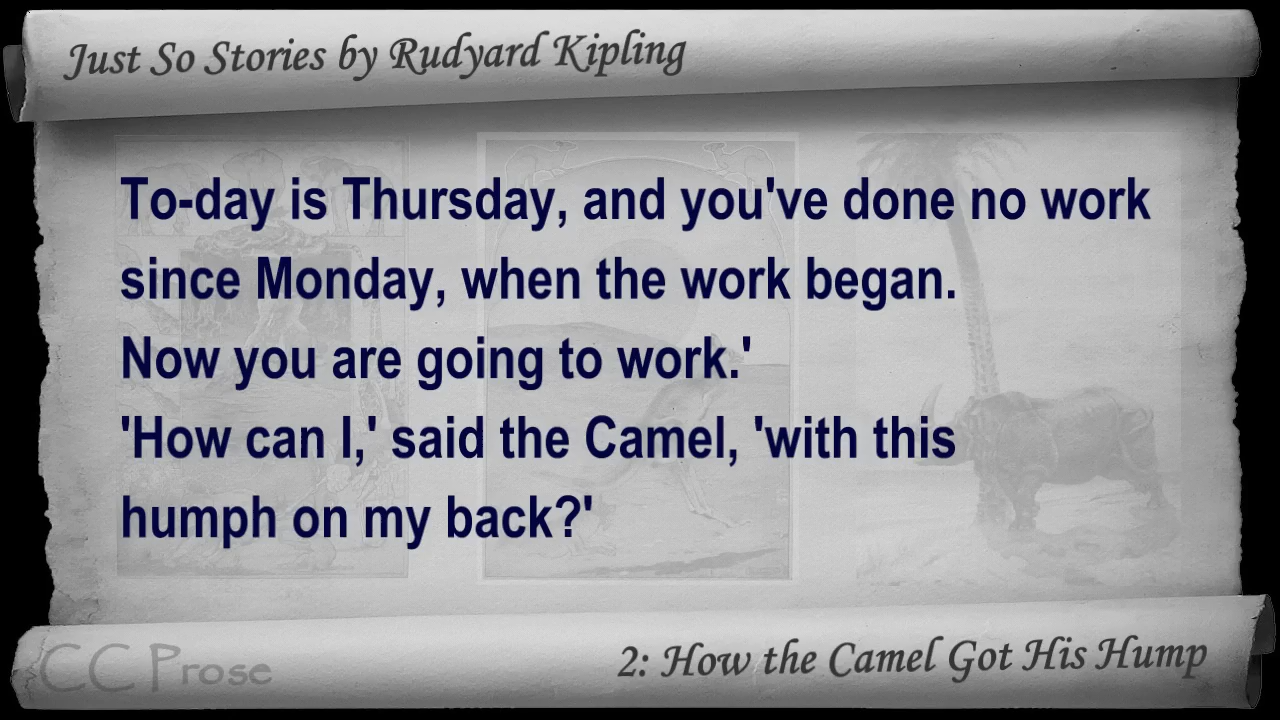 Just So Stories by Rudyard Kipling
To-day is Thursday, and you've done no work
since Monday, when the work began.
Now you are going to work.'
'How can I,' said the Camel, 'with this
humph on my back?'
CC Prose
2: How the Camel Got His Hump